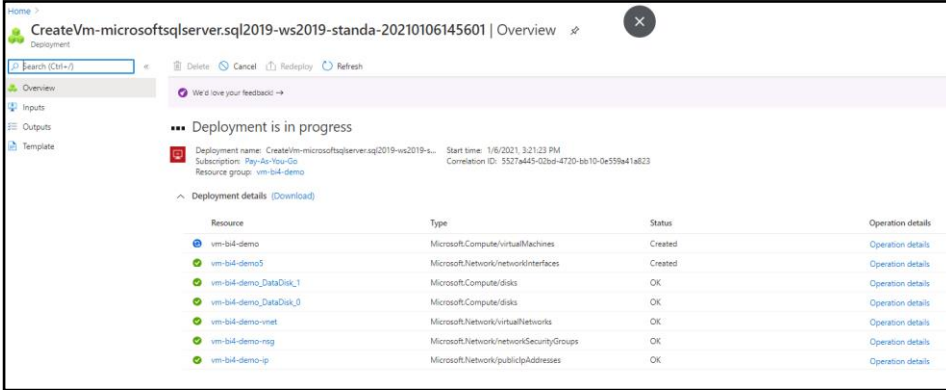 Home >
CreateVm-microsoftsqlserver.sql2019-ws2019-standa-20210106145601 | Overview
Deployment
Search (Ctrl+/) «
Delete Cancel Redeploy Refresh
Overview
Inputs
Outputs
Template
We'd love your feedback! →
Deployment is in progress
Deployment name: CreateVm-microsoftsqlserver.sql2019-ws2019-s... Start time: 1/6/2021, 3:21:23 PM
Subscription: Pay-As-You-Go Correlation ID: 5527a445-02bd-4720-bb10-0e559a41a823
Resource group: vm-bi4-demo
Deployment details (Download)
Resource Type Status Operation details
vm-bi4-demo Microsoft.Compute/virtualMachines Created Operation details
vm-bi4-demo5 Microsoft.Network/networkInterfaces Created Operation details
vm-bi4-demo_DataDisk_1 Microsoft.Compute/disks OK Operation details
vm-bi4-demo_DataDisk_0 Microsoft.Compute/disks OK Operation details
vm-bi4-demo-vnet Microsoft.Network/virtualNetworks OK Operation details
vm-bi4-demo-nsg Microsoft.Network/networkSecurityGroups OK Operation details
vm-bi4-demo-ip Microsoft.Network/publicIpAddresses OK Operation details